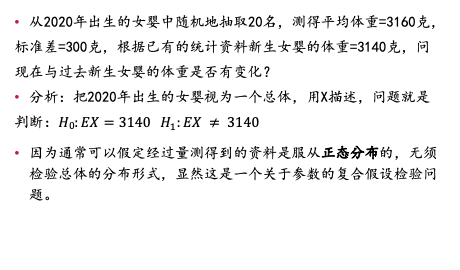 • 从2020年出生的女婴中随机地抽取20名，测得平均体重=3160克，
标准差=300克，根据已有的统计资料新生女婴的体重=3140克，问
现在与过去新生女婴的体重是否有变化？
• 分析：把2020年出生的女婴视为一个总体，用X描述，问题就是
判断：H₀: EX = 3140 H₁: EX ≠ 3140
• 因为通常可以假定经过量测得到的资料是服从正态分布的，无须
检验总体的分布形式，显然这是一个关于参数的复合假设检验问
题。